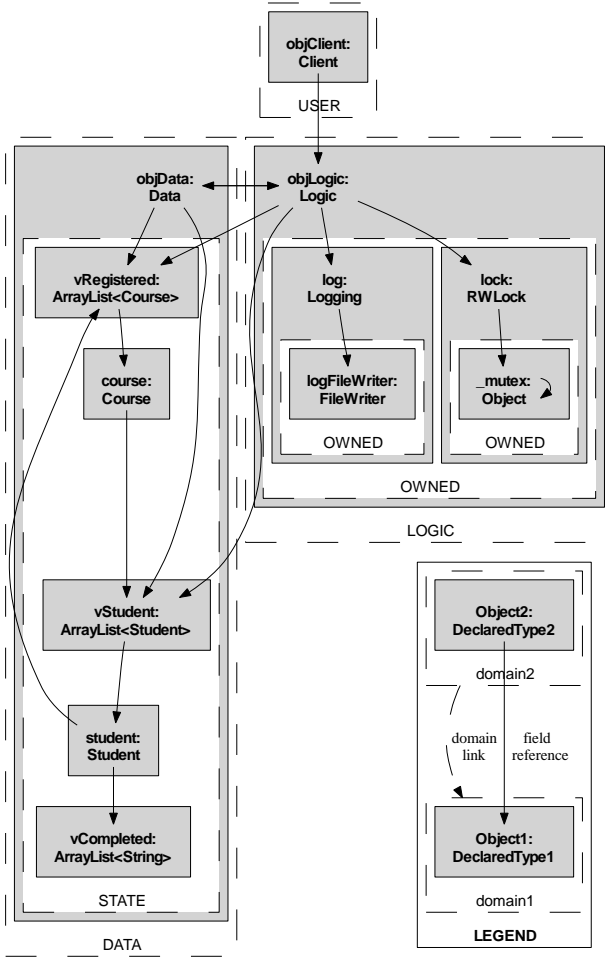 objClient:
Client
USER
objData:
Data
objLogic:
Logic
vRegistered:
ArrayList<Course>
log:
Logging
lock:
RWLock
course:
Course
logFileWriter:
FileWriter
_mutex:
Object
OWNED
OWNED
OWNED
LOGIC
vStudent:
ArrayList<Student>
student:
Student
vCompleted:
ArrayList<String>
STATE
DATA
Object2:
DeclaredType2
domain2
domain
link
field
reference
Object1:
DeclaredType1
domain1
LEGEND